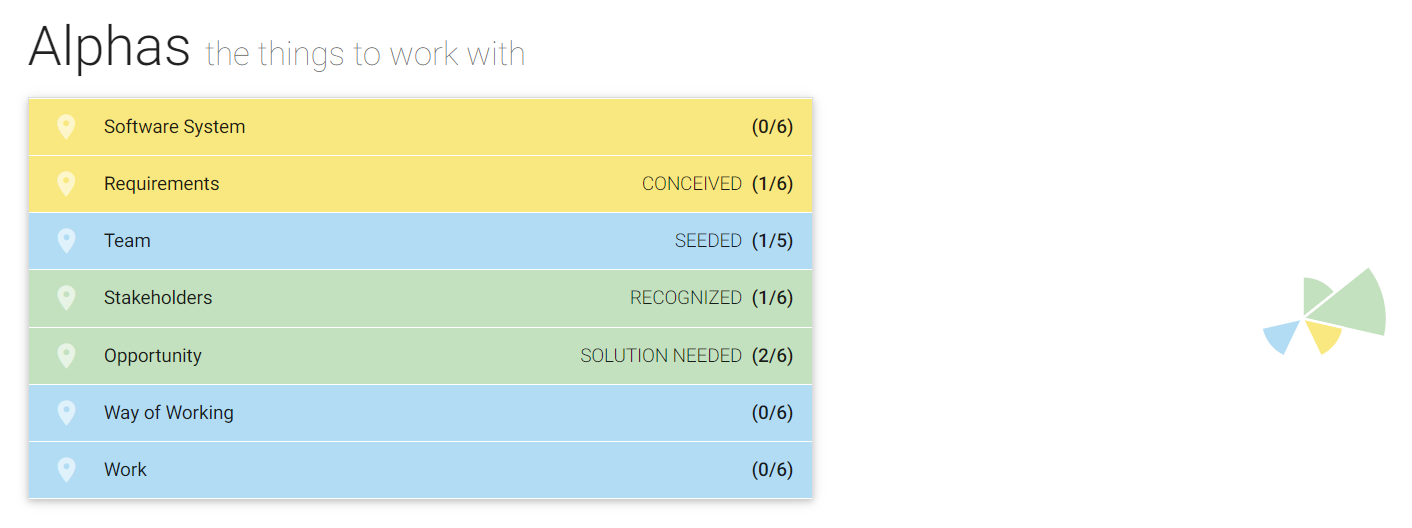 Alphas the things to work with
Software System (0/6)
Requirements CONCEIVED (1/6)
Team SEEDED (1/5)
Stakeholders RECOGNIZED (1/6)
Opportunity SOLUTION NEEDED (2/6)
Way of Working (0/6)
Work (0/6)